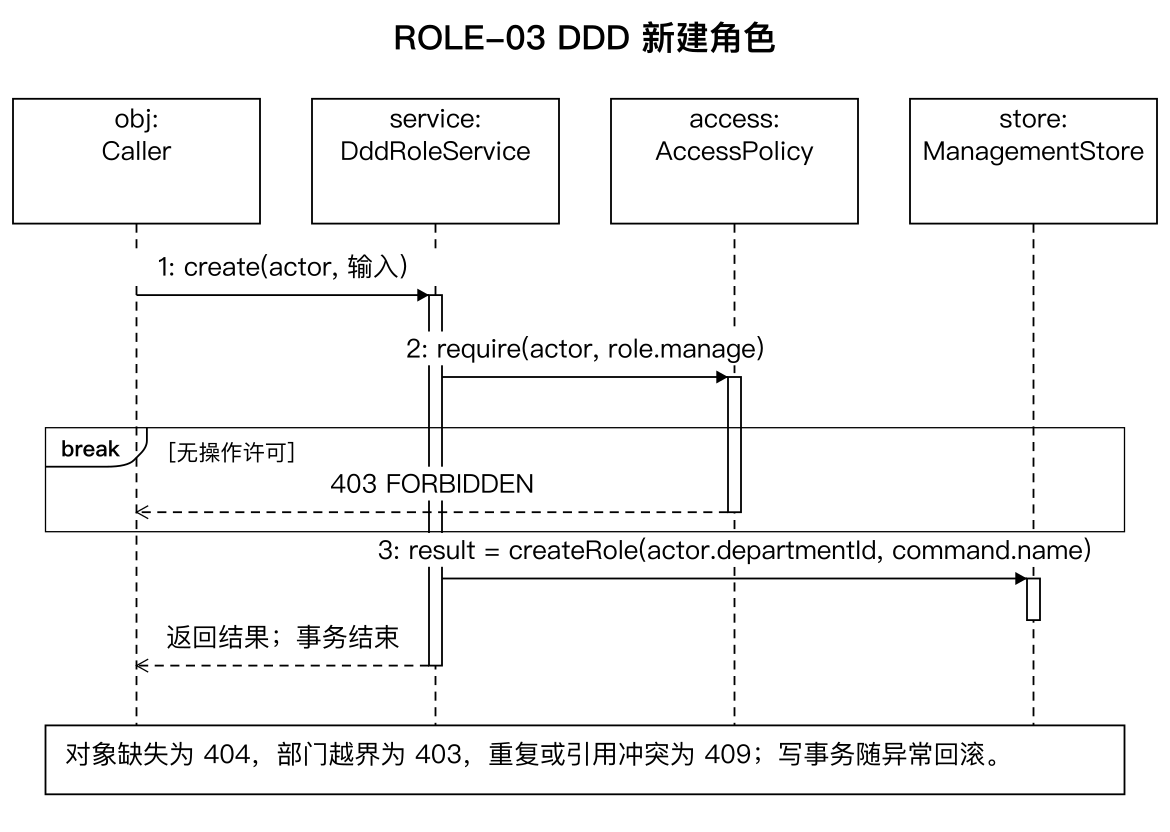 ROLE-03 DDD 新建角色
obj:
Caller
service:
DddRoleService
access:
AccessPolicy
store:
ManagementStore
1: create(actor, 输入)
2: require(actor, role.manage)
break
[无操作许可]
403 FORBIDDEN
3: result = createRole(actor.departmentId, command.name)
返回结果；事务结束
对象缺失为 404，部门越界为 403，重复或引用冲突为 409；写事务随异常回滚。